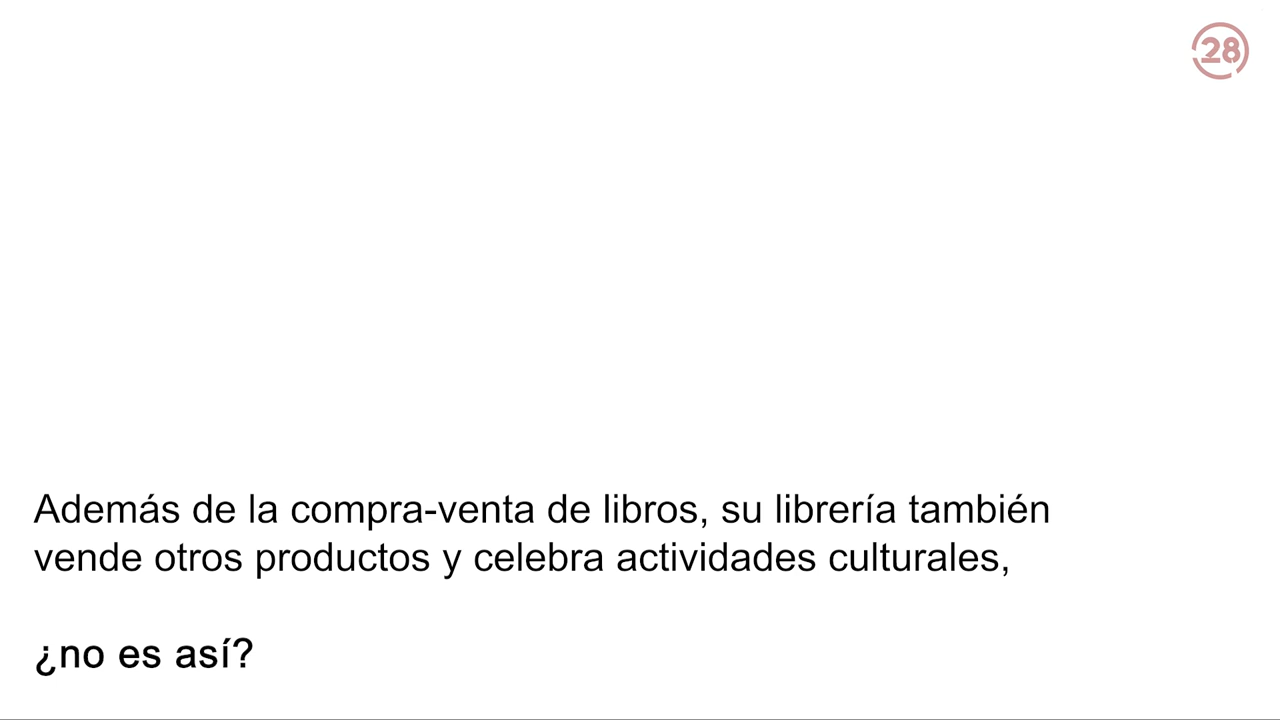 28
Además de la compra-venta de libros, su librería también
vende otros productos y celebra actividades culturales,
¿no es así?